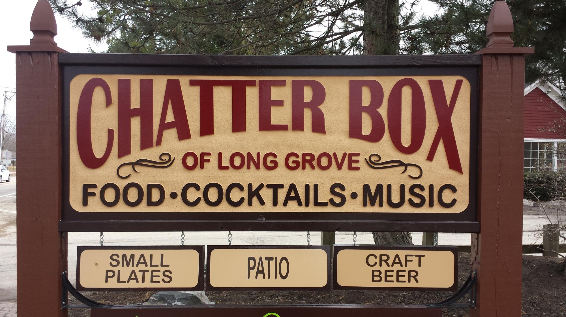 CHATTER BOX
OF LONG GROVE
FOOD•COCKTAILS•MUSIC
SMALL
PLATES
PATIO
CRAFT
BEER